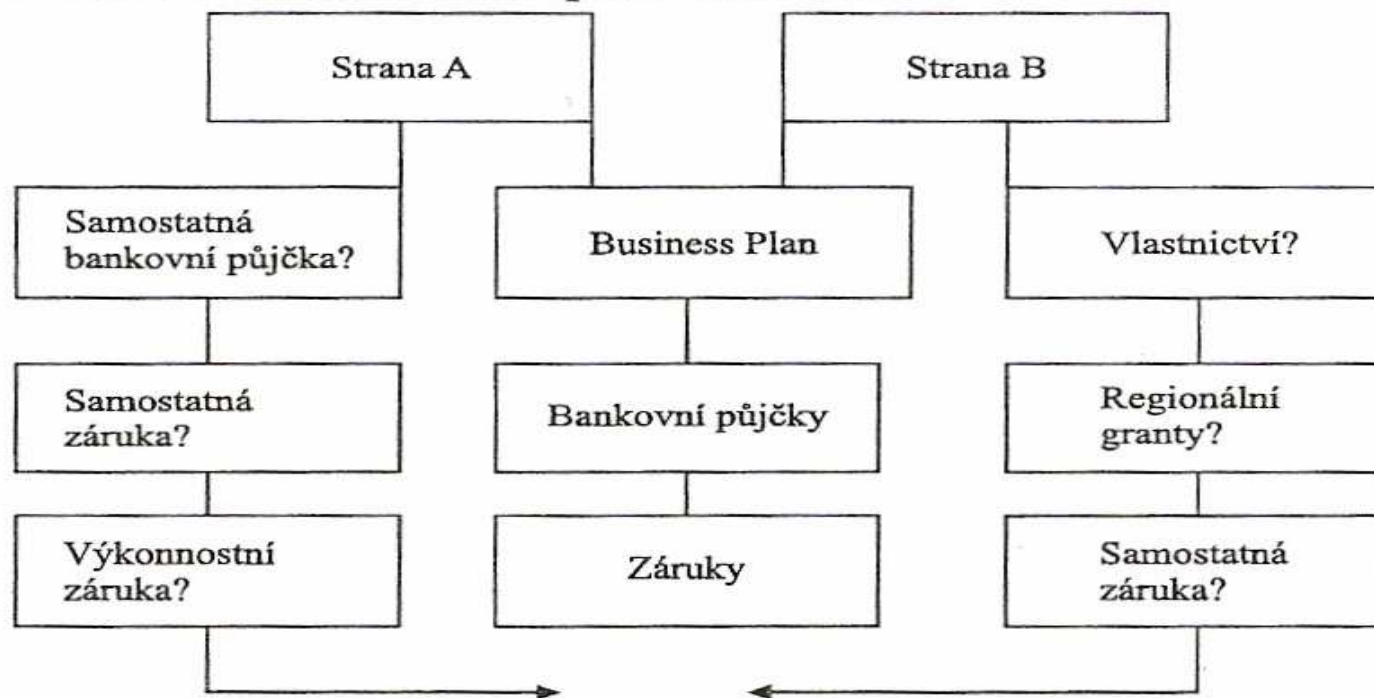 Strana A
Strana B
Samostatná
bankovní půjčka?
Business Plan
Vlastnictví?
Samostatná
záruka?
Bankovní půjčky
Regionální
granty?
Výkonnostní
záruka?
Záruky
Samostatná
záruka?